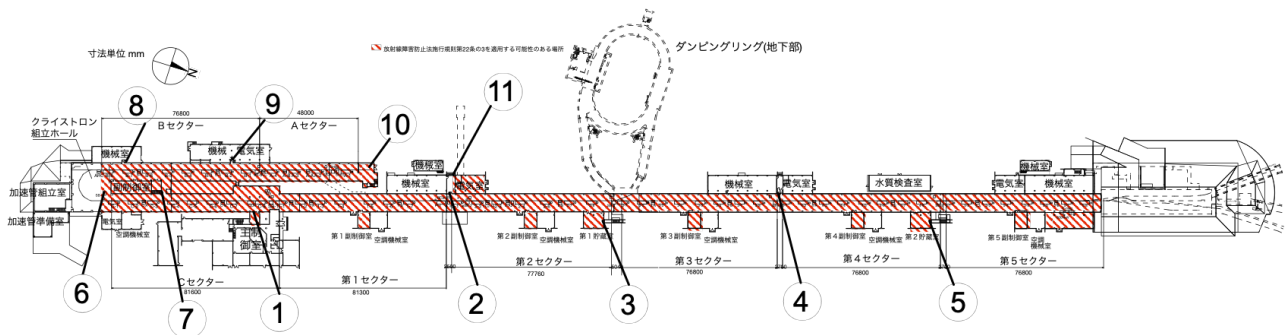 寸法単位 mm
放射線障害防止法施行規則第22条の3を適用する可能性のある場所
ダンピングリング(地下部)
N
8
9
11
76800
48000
クライストロン
組立ホール
Bセクター
Aセクター
10
機械室
機械・電気室
機械室
加速管組立室
副制御室
機械室
電気室
機械室
電気室
水質検査室
電気室
機械室
機械室
加速管準備室
電気室
空調機械室
主制
御室
第1副制御室
空調機械室
第2副制御室
空調機械室
第1貯蔵室
第3副制御室
空調機械室
第4副制御室
空調機械室
第2貯蔵室
第5副制御室
空調
機械室
Cセクター
第1セクター
第2セクター
第3セクター
第4セクター
第5セクター
81600
81300
77760
76800
76800
76800
6
7
1
2
3
4
5